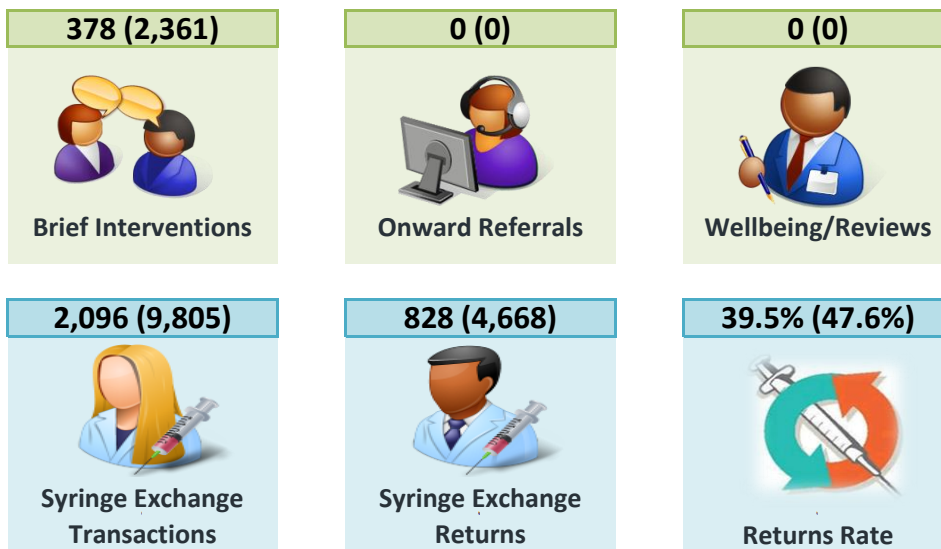 378 (2,361)
0 (0)
0 (0)
Brief Interventions
Onward Referrals
Wellbeing/Reviews
2,096 (9,805)
828 (4,668)
39.5% (47.6%)
Syringe Exchange
Transactions
Syringe Exchange
Returns
Returns Rate